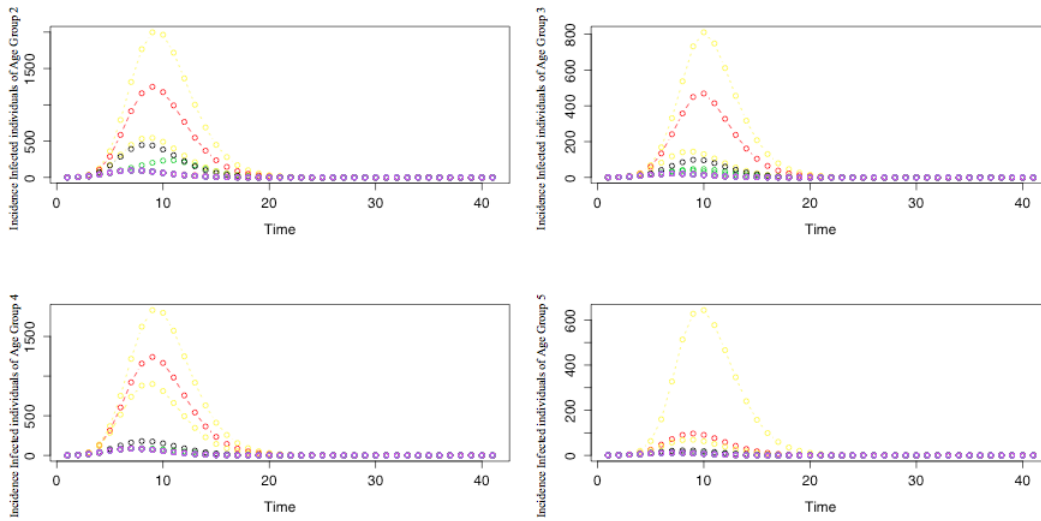 Incidence Infected individuals of Age Group 2
0 500 1500
0 10 20 30 40
Time
Incidence Infected individuals of Age Group 3
0 200 400 600 800
0 10 20 30 40
Time
Incidence Infected individuals of Age Group 4
0 500 1500
0 10 20 30 40
Time
Incidence Infected individuals of Age Group 5
0 200 400 600
0 10 20 30 40
Time